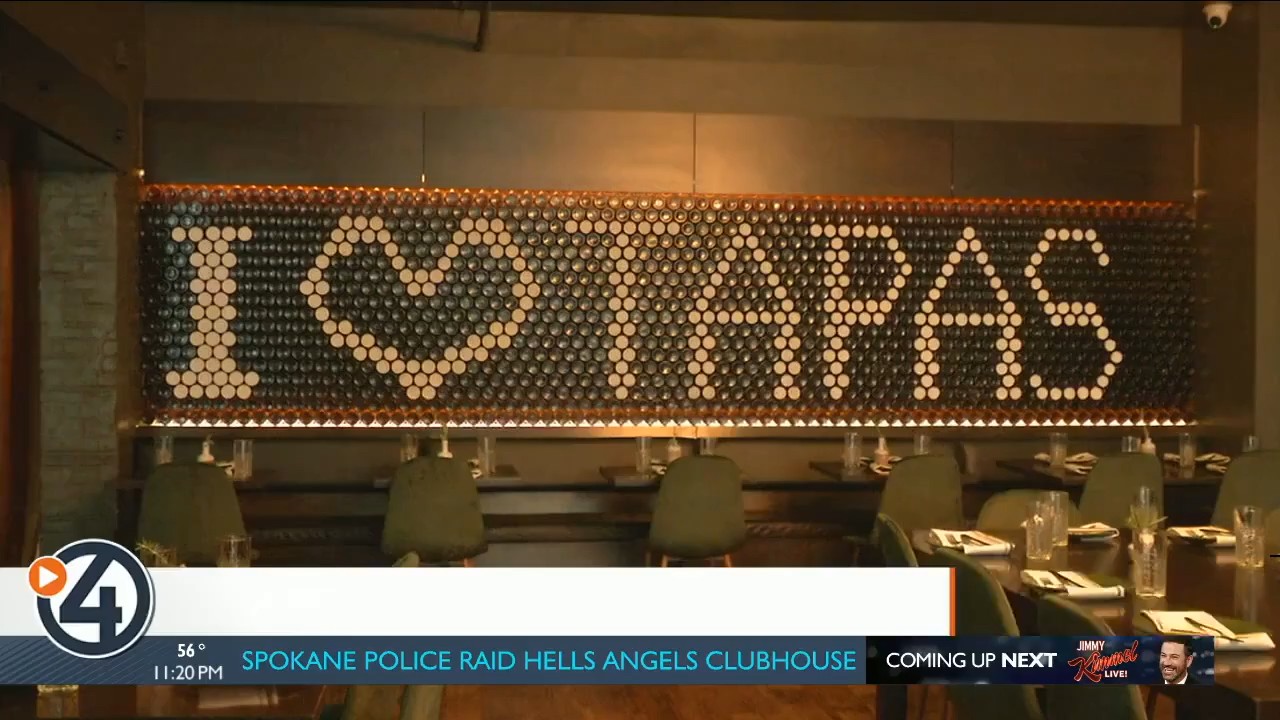 I ♥ TAPAS
4
56°
11:20 PM
SPOKANE POLICE RAID HELLS ANGELS CLUBHOUSE
COMING UP NEXT
JIMMY
Kimmel
LIVE!